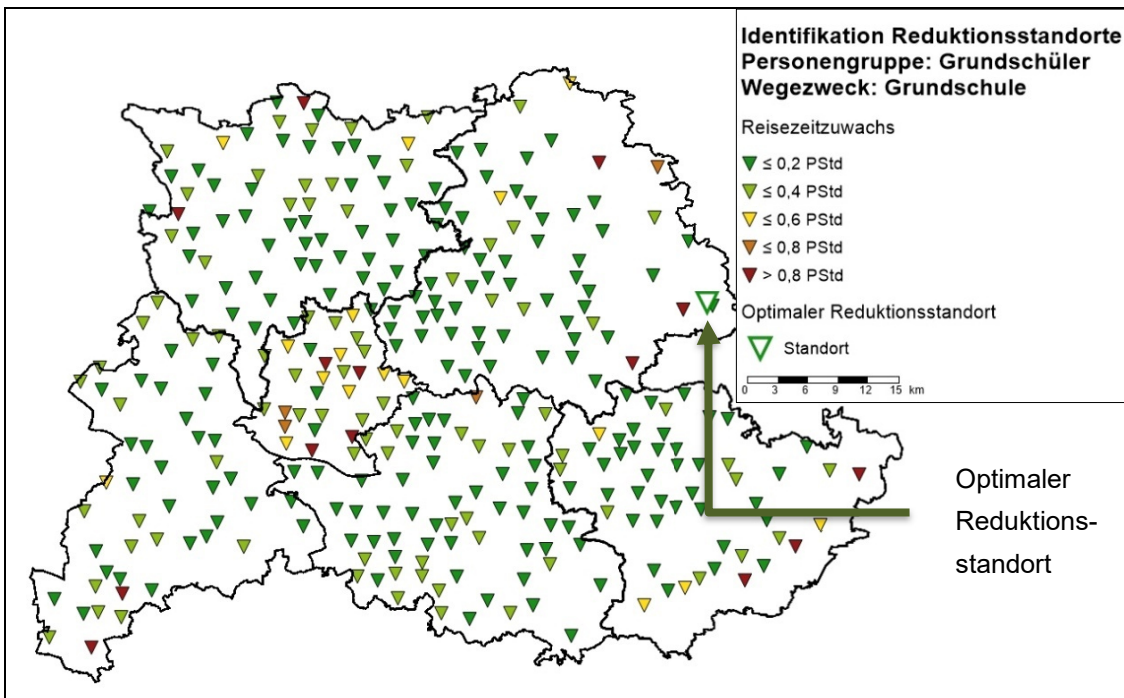 Identifikation Reduktionsstandorte
Personengruppe: Grundschüler
Wegezweck: Grundschule
Reisezeitzuwachs
≤ 0,2 PStd
≤ 0,4 PStd
≤ 0,6 PStd
≤ 0,8 PStd
> 0,8 PStd
Optimaler Reduktionsstandort
Standort
0 3 6 9 12 15 km
Optimaler
Reduktions-
standort